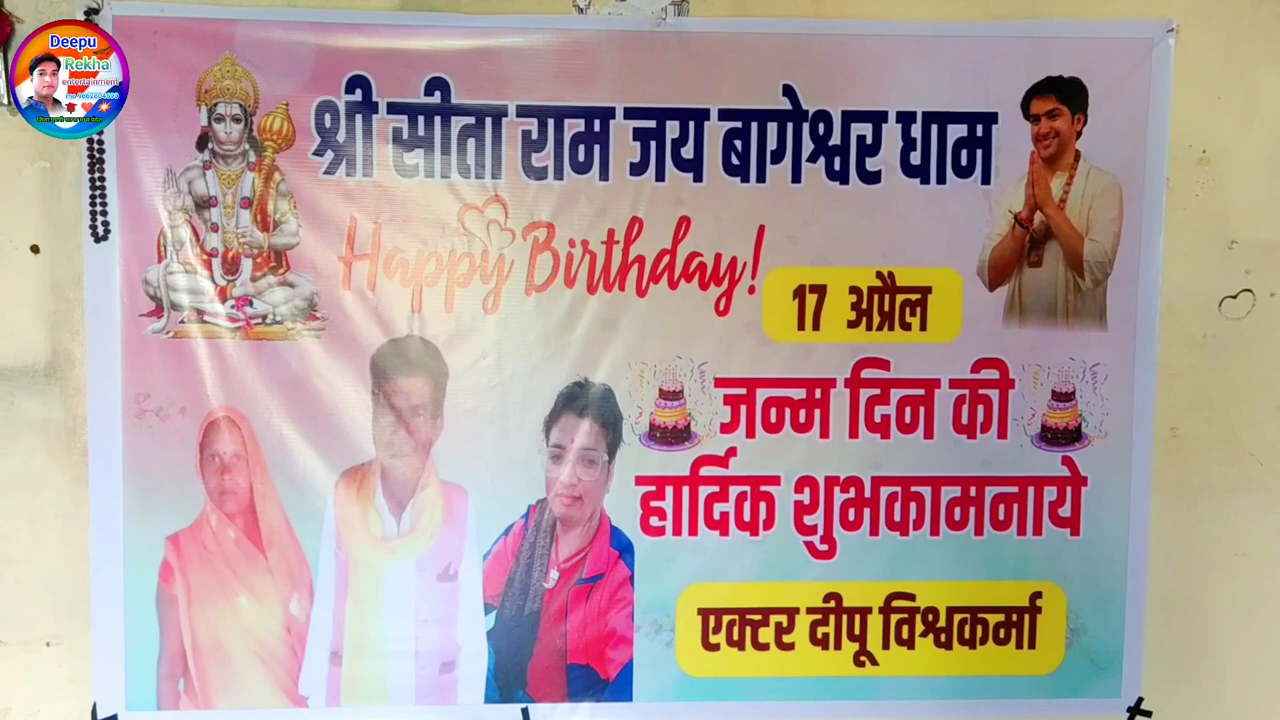 Deepu
Rekha
entertainment
श्री सीता राम जय बागेश्वर धाम
Happy Birthday!
17 अप्रैल
जन्म दिन की
हार्दिक शुभकामनाये
एक्टर दीपू विश्वकर्मा